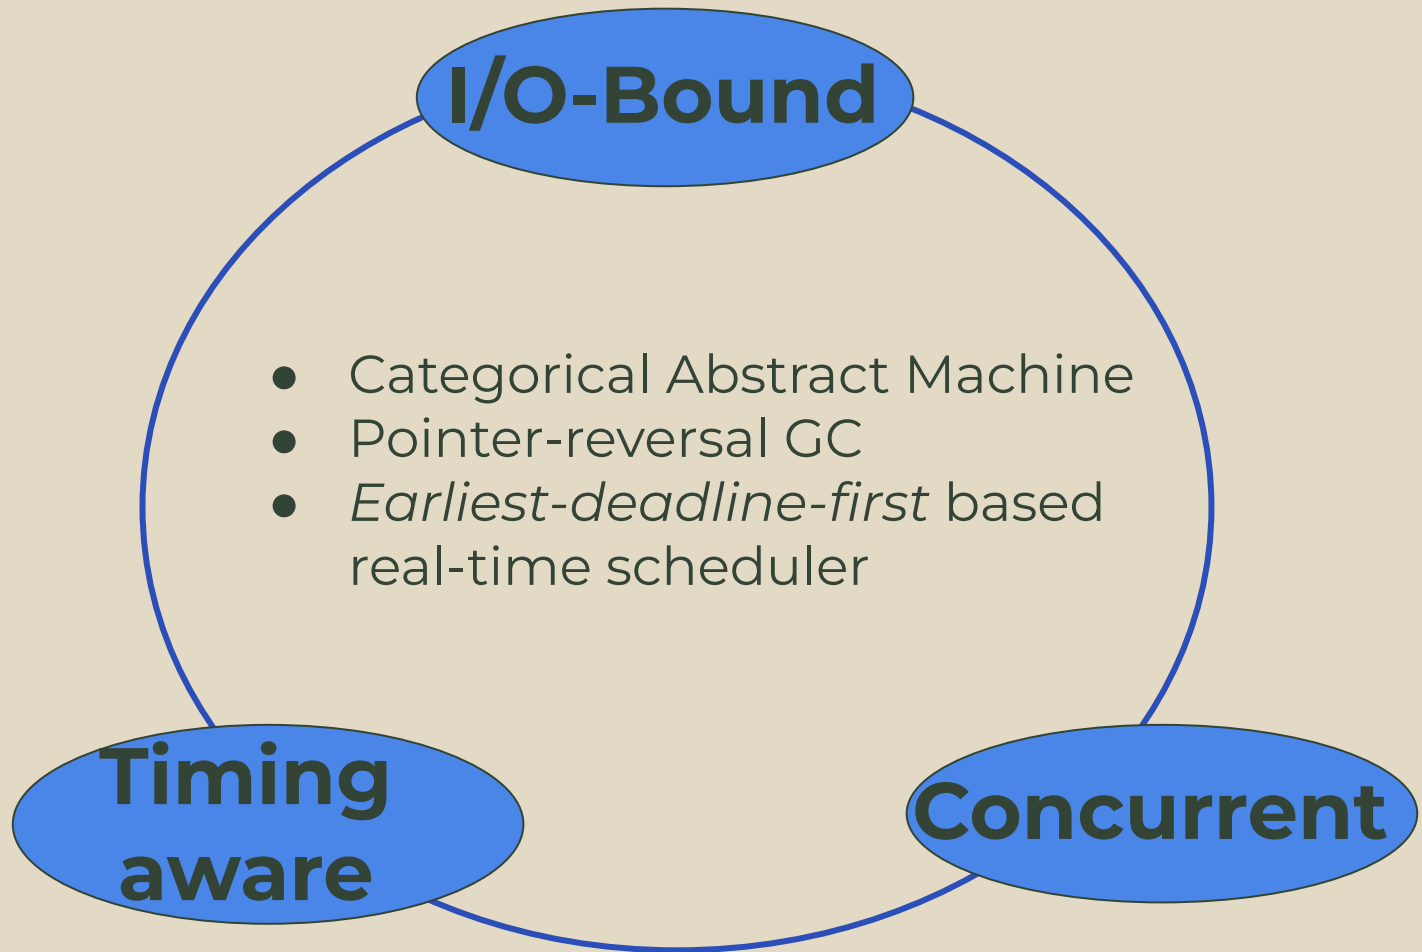 I/O-Bound
● Categorical Abstract Machine
● Pointer-reversal GC
● Earliest-deadline-first based
real-time scheduler
Timing
aware
Concurrent